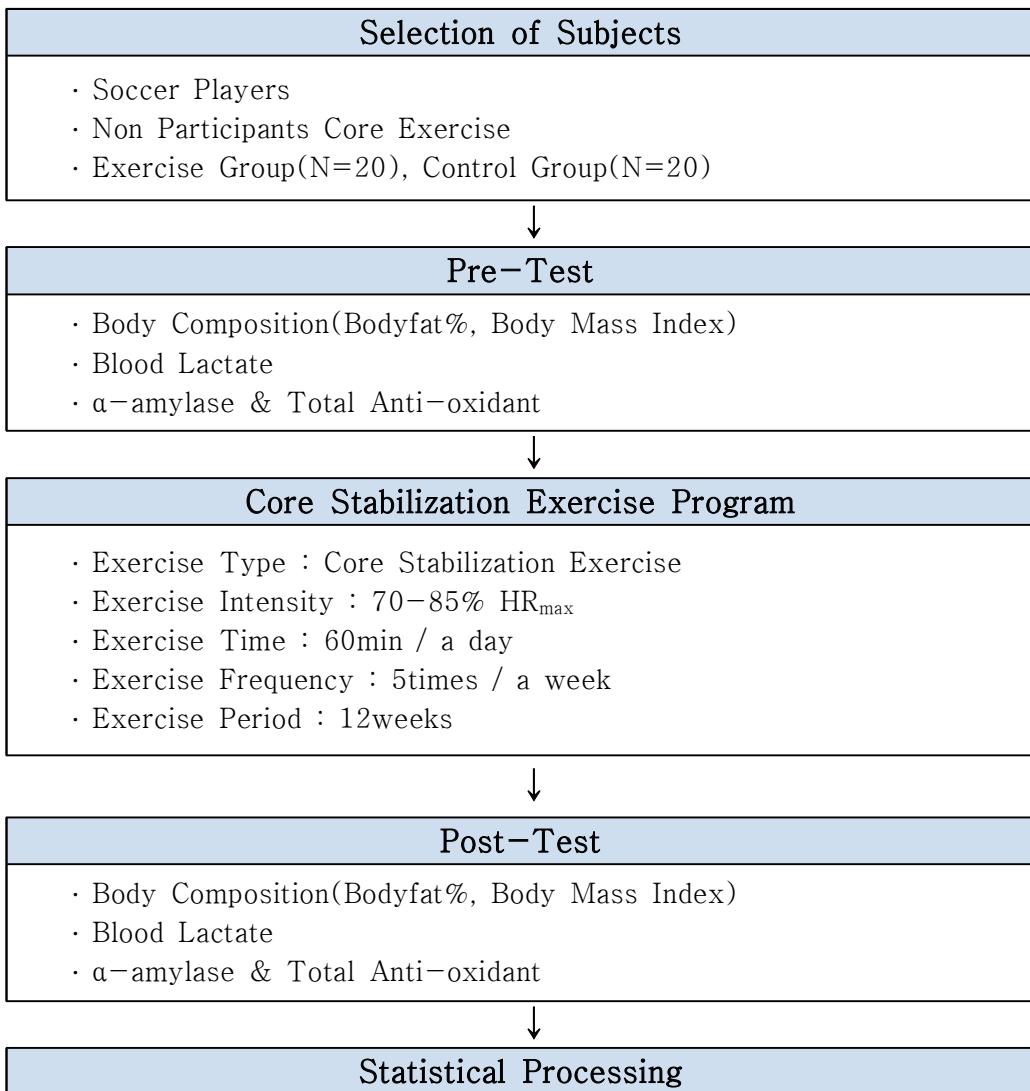 Selection of Subjects
· Soccer Players
· Non Participants Core Exercise
· Exercise Group(N=20), Control Group(N=20)
↓
Pre-Test
· Body Composition(Bodyfat%, Body Mass Index)
· Blood Lactate
· α-amylase & Total Anti-oxidant
↓
Core Stabilization Exercise Program
· Exercise Type : Core Stabilization Exercise
· Exercise Intensity : 70-85% HRmax
· Exercise Time : 60min / a day
· Exercise Frequency : 5times / a week
· Exercise Period : 12weeks
↓
Post-Test
· Body Composition(Bodyfat%, Body Mass Index)
· Blood Lactate
· α-amylase & Total Anti-oxidant
↓
Statistical Processing